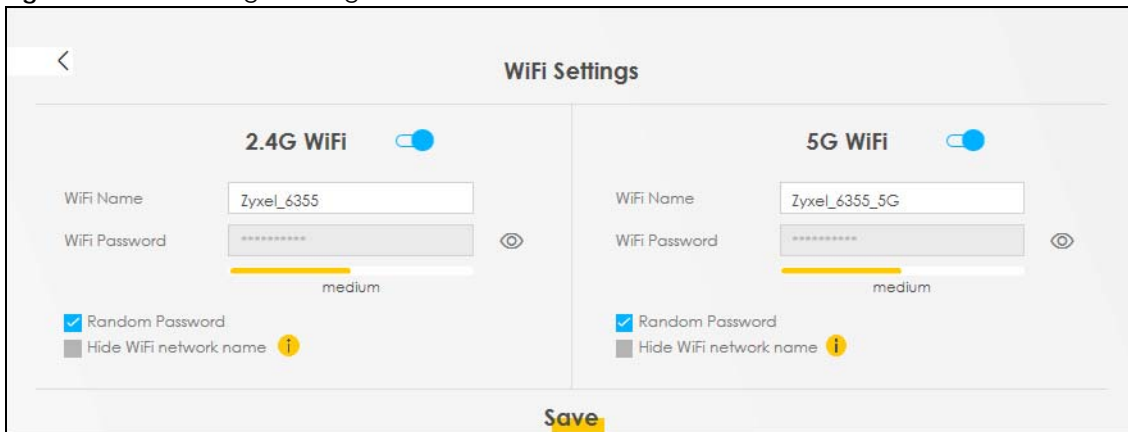 WiFi Settings
2.4G WiFi
WiFi Name
Zyxel_6355
WiFi Password
**********
medium
Random Password
Hide WiFi network name i
5G WiFi
WiFi Name
Zyxel_6355_5G
WiFi Password
**********
medium
Random Password
Hide WiFi network name i
Save